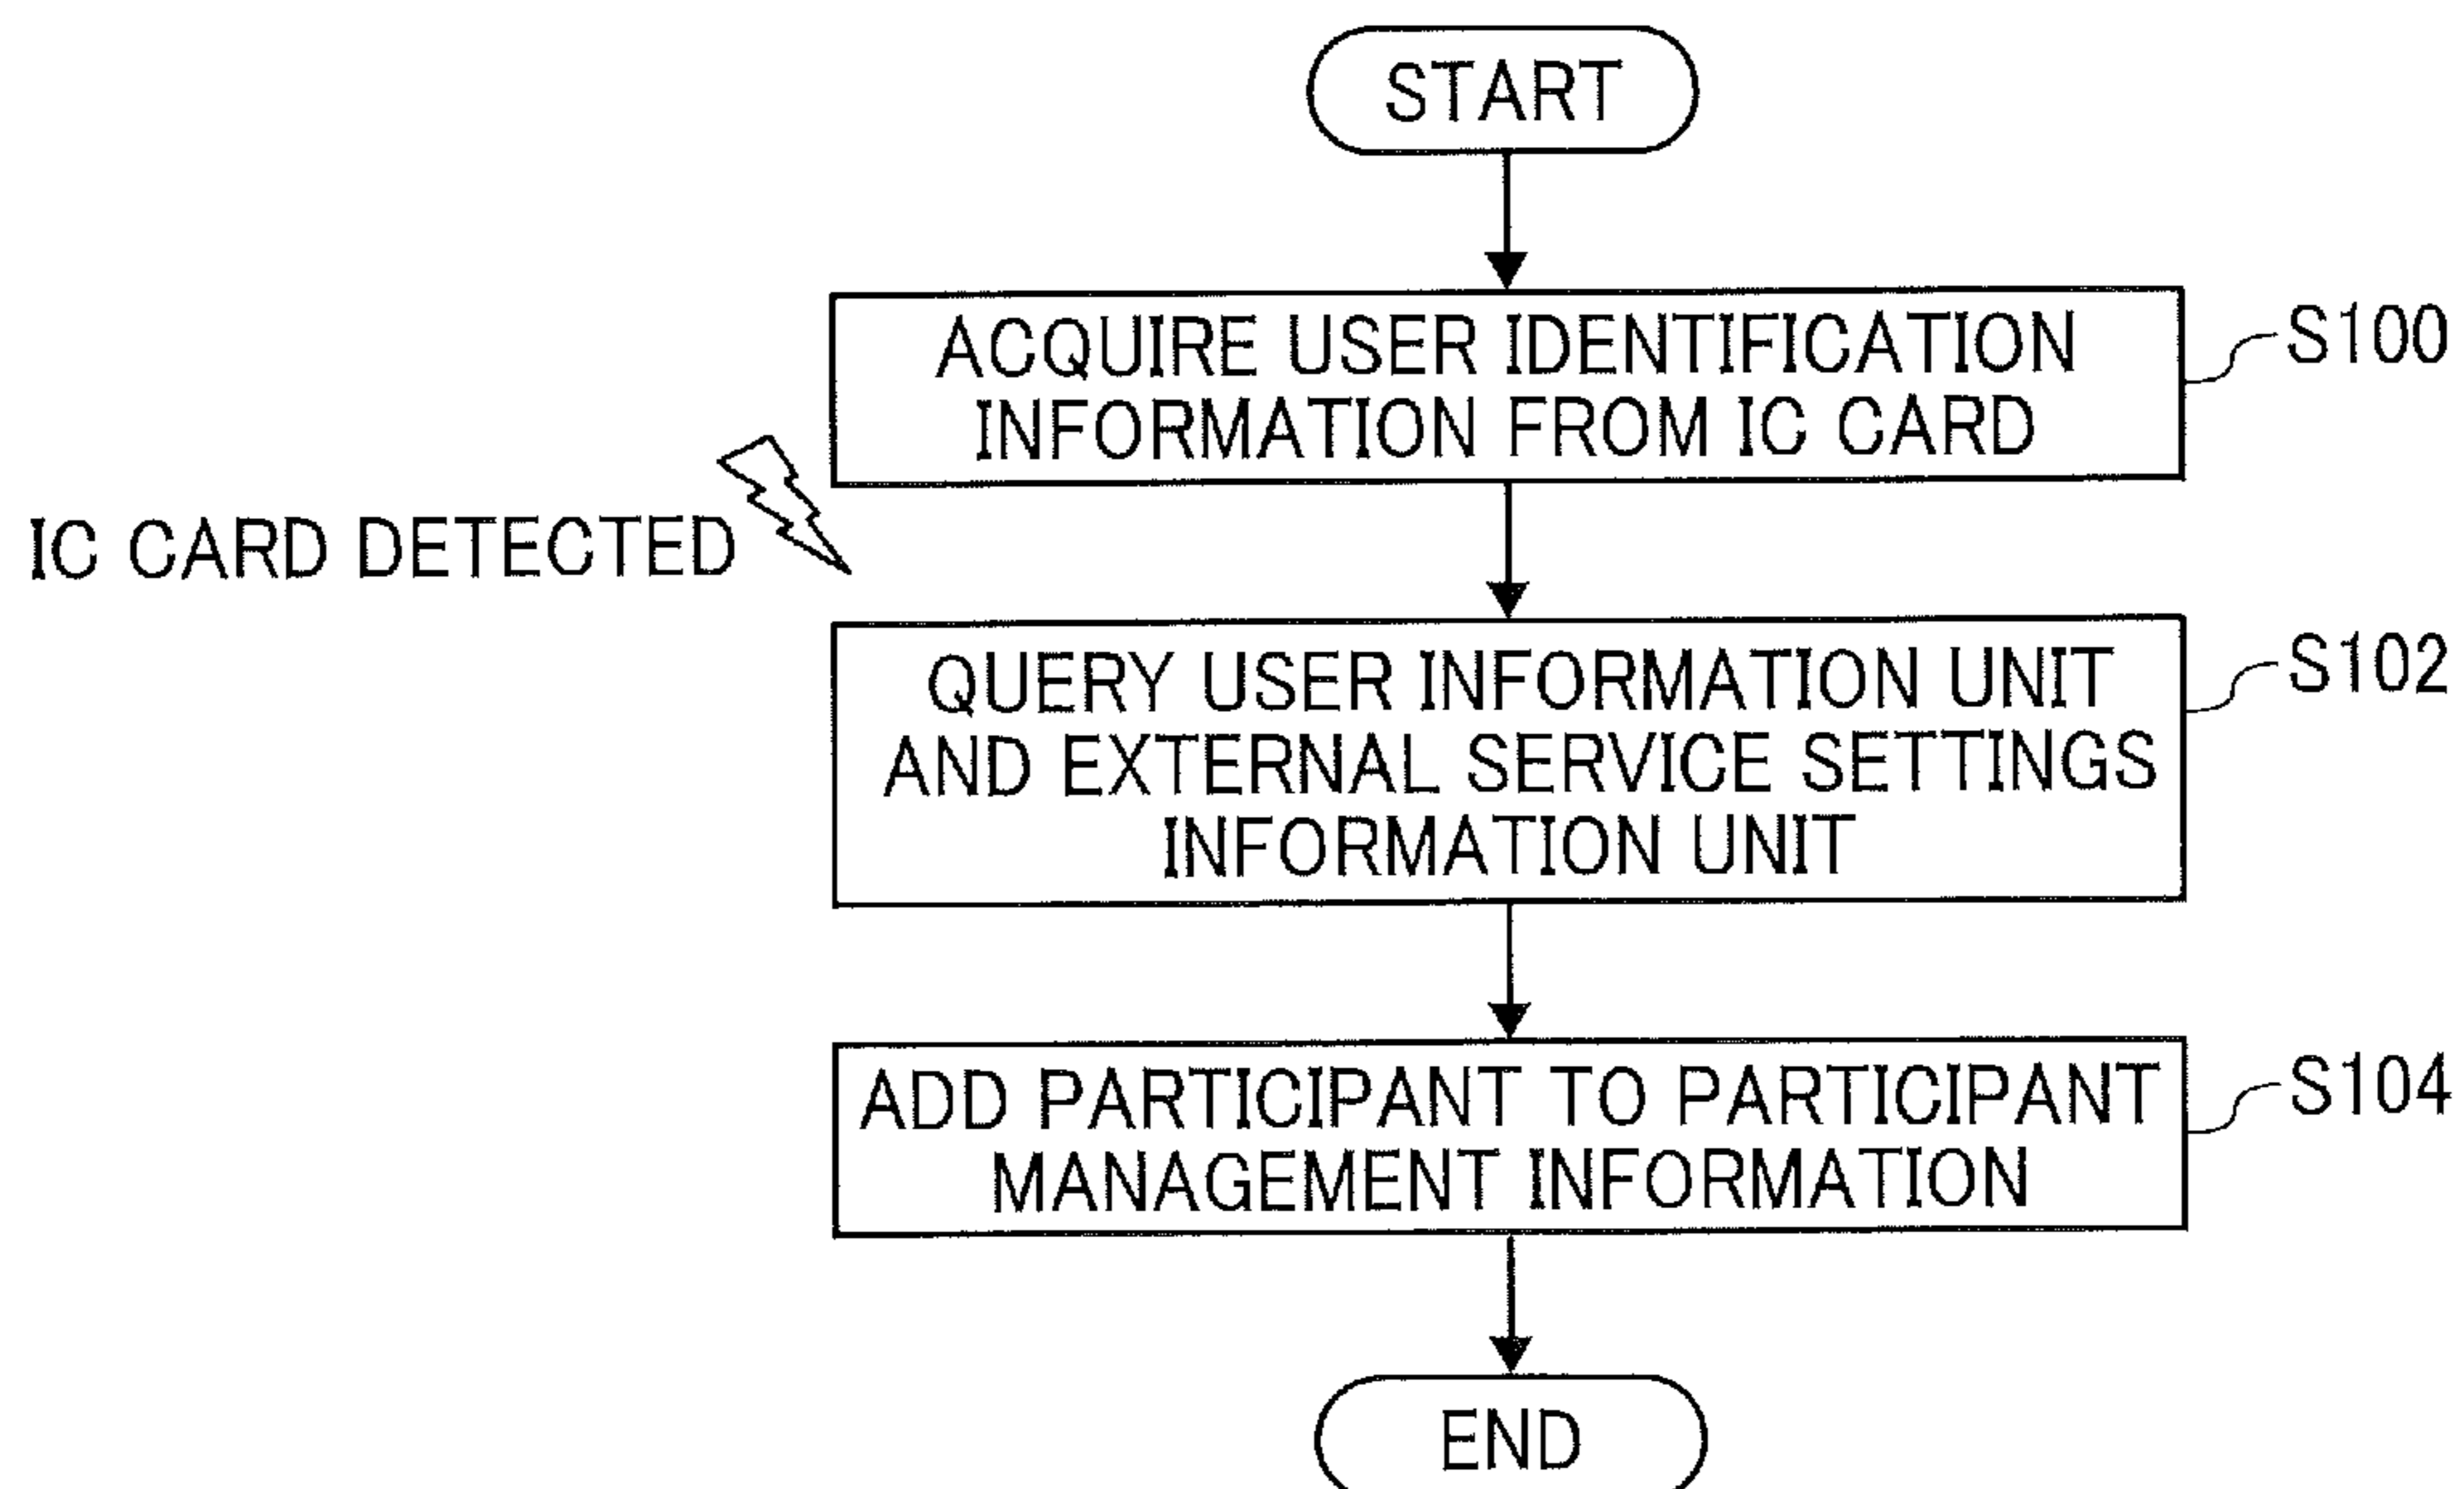 START
ACQUIRE USER IDENTIFICATION
INFORMATION FROM IC CARD
S100
IC CARD DETECTED
QUERY USER INFORMATION UNIT
AND EXTERNAL SERVICE SETTINGS
INFORMATION UNIT
S102
ADD PARTICIPANT TO PARTICIPANT
MANAGEMENT INFORMATION
S104
END